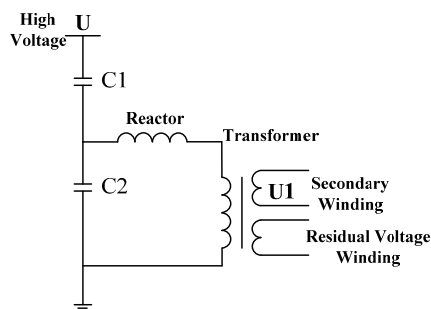 High
Voltage
U
C1
Reactor
Transformer
C2
U1
Secondary
Winding
Residual Voltage
Winding